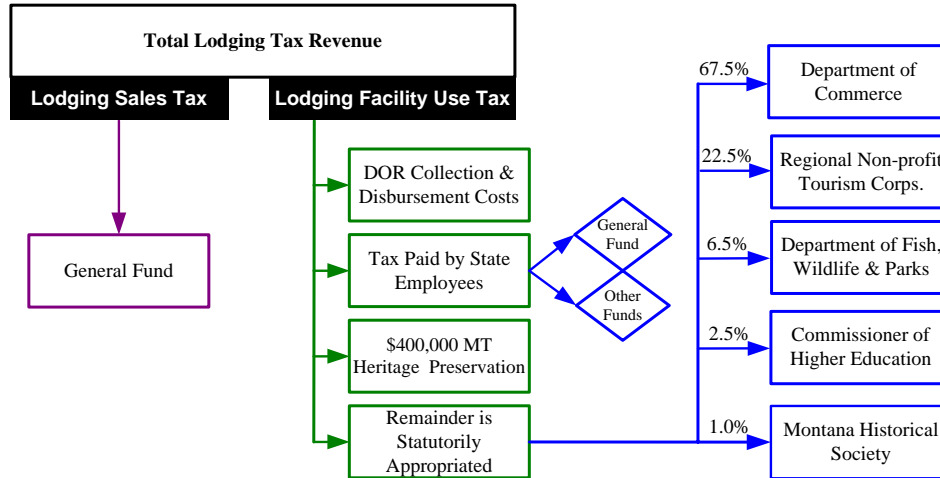 Total Lodging Tax Revenue
Lodging Sales Tax
Lodging Facility Use Tax
General Fund
DOR Collection &
Disbursement Costs
Tax Paid by State
Employees
General
Fund
Other
Funds
$400,000 MT
Heritage Preservation
Remainder is
Statutorily
Appropriated
67.5%
Department of
Commerce
22.5%
Regional Non-profit
Tourism Corps.
6.5%
Department of Fish,
Wildlife & Parks
2.5%
Commissioner of
Higher Education
1.0%
Montana Historical
Society